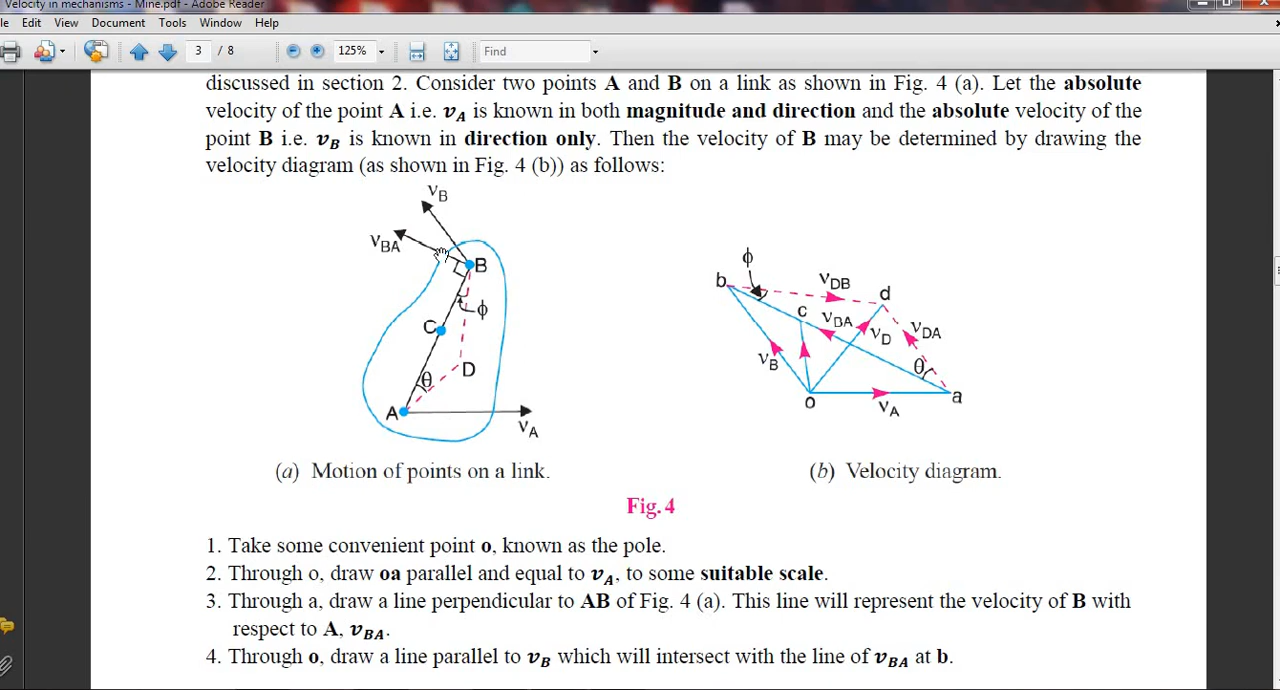 Velocity in mechanisms - Mine.pdf - Adobe Reader
le Edit View Document Tools Window Help
3 / 8 125% Find
discussed in section 2. Consider two points A and B on a link as shown in Fig. 4 (a). Let the absolute
velocity of the point A i.e. vA is known in both magnitude and direction and the absolute velocity of the
point B i.e. vB is known in direction only. Then the velocity of B may be determined by drawing the
velocity diagram (as shown in Fig. 4 (b)) as follows:
vB
vBA
B
ϕ
C
D
θ
A
vA
ϕ
b
vDB
d
c
vBA
vD
vDA
vB
θ
o
vA
a
(a) Motion of points on a link.
(b) Velocity diagram.
Fig. 4
1. Take some convenient point o, known as the pole.
2. Through o, draw oa parallel and equal to vA, to some suitable scale.
3. Through a, draw a line perpendicular to AB of Fig. 4 (a). This line will represent the velocity of B with
respect to A, vBA.
4. Through o, draw a line parallel to vB which will intersect with the line of vBA at b.